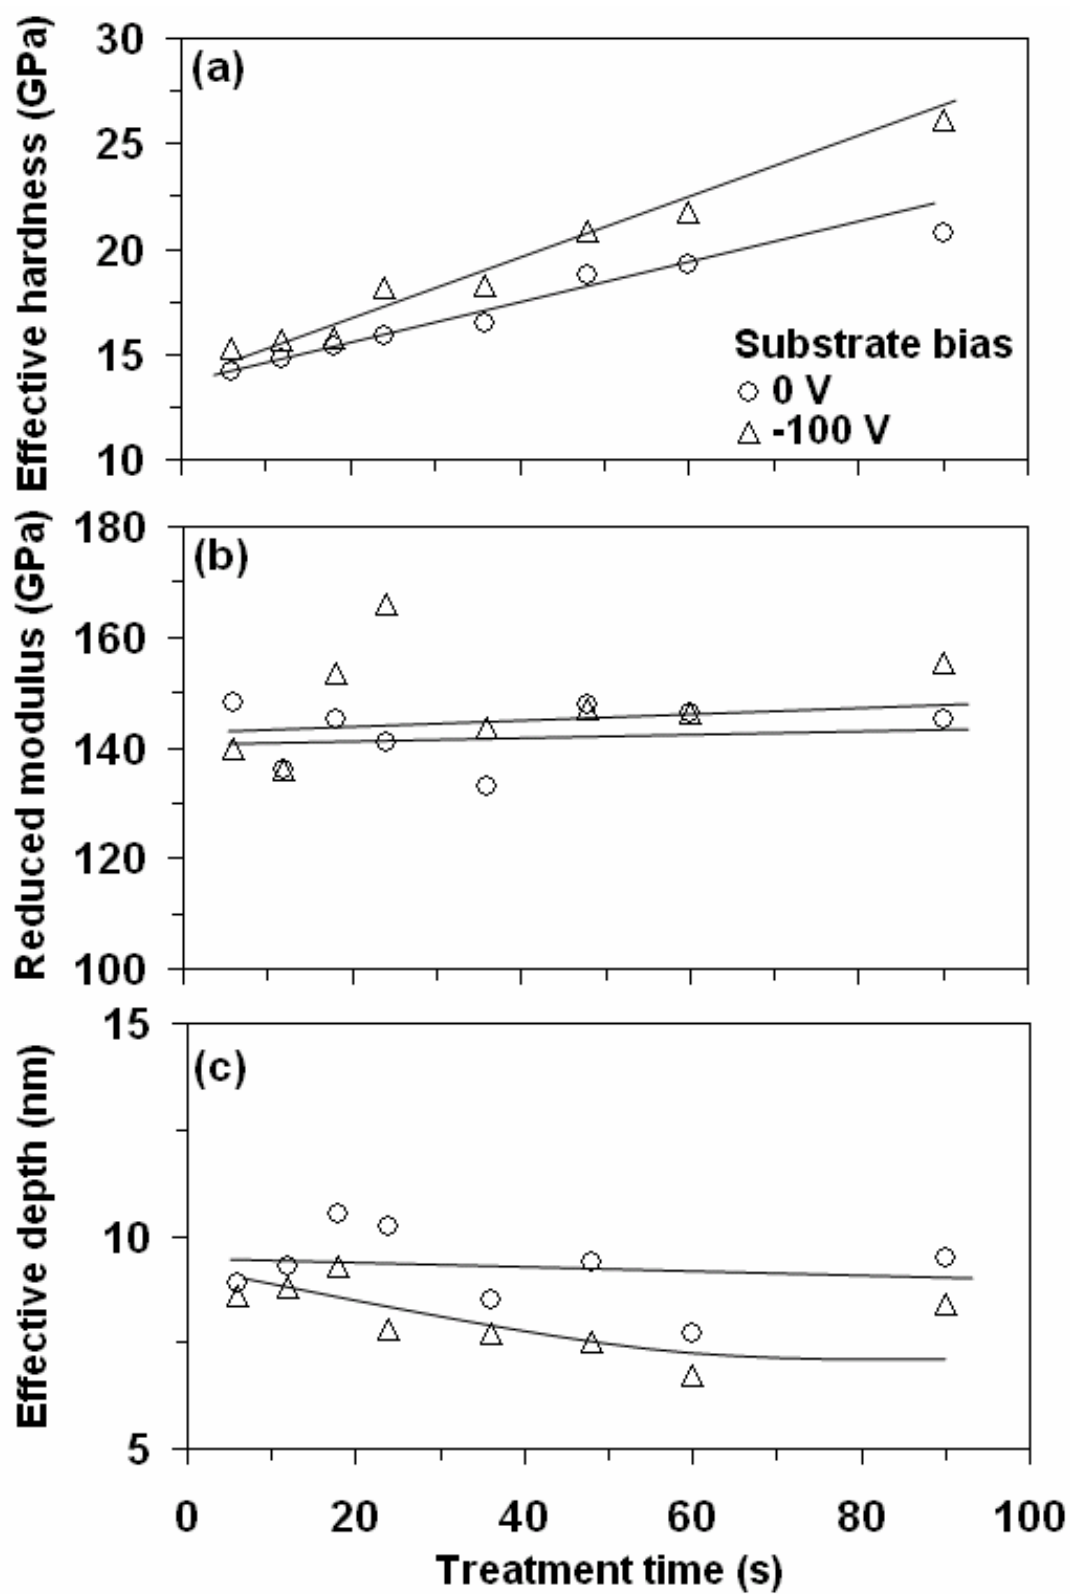 Effective hardness (GPa)
30
25
20
15
10
(a)
Substrate bias
0 V
-100 V
Reduced modulus (GPa)
180
160
140
120
100
(b)
Effective depth (nm)
15
10
5
(c)
0 20 40 60 80 100
Treatment time (s)